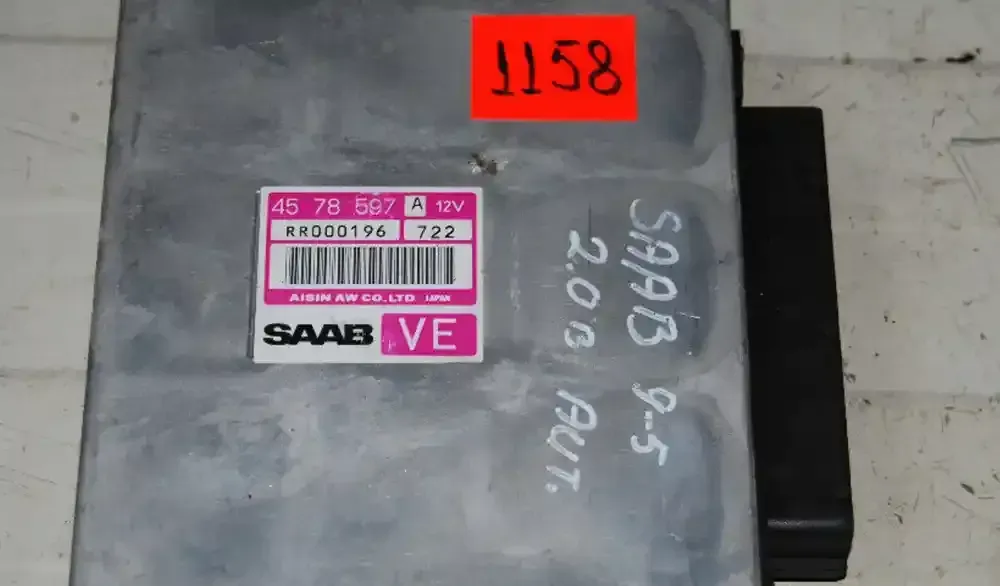 1158
45 78 597 A 12V
RR000196 722
AISIN AW CO.,LTD JAPAN
SAAB VE
SAAB 9-5
2.0B AUT.